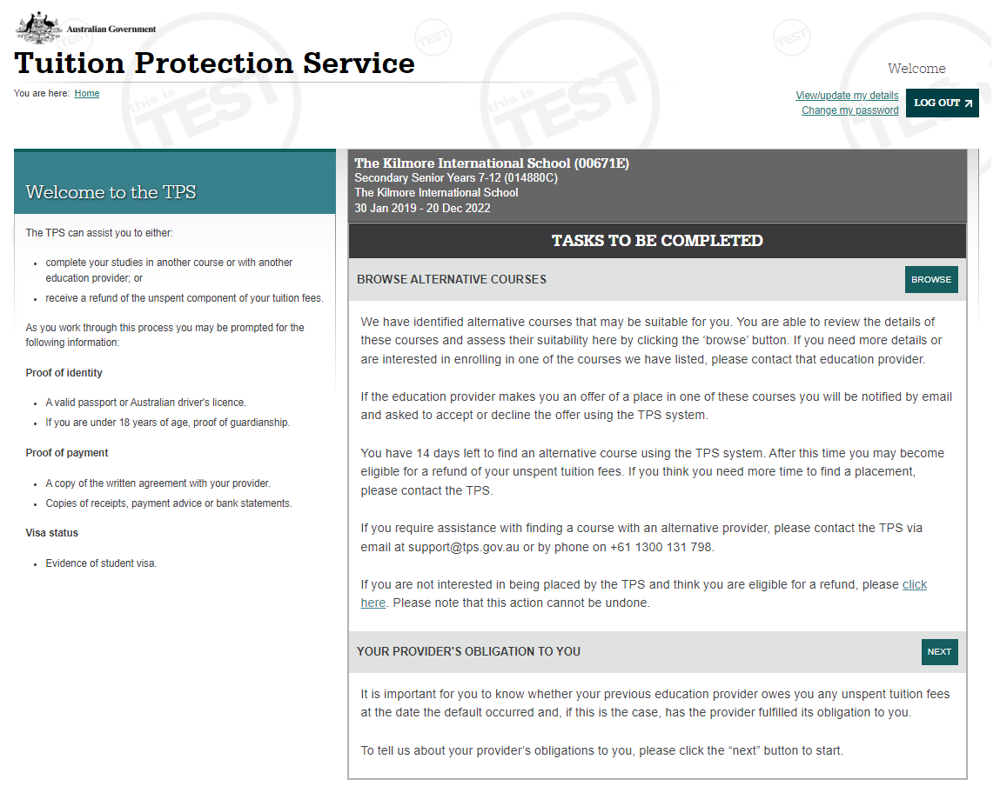 Australian Government
Tuition Protection Service
You are here: Home
Welcome
View/update my details
Change my password
LOG OUT
this is
TEST
TEST
this is
TEST
TEST
Welcome to the TPS
The TPS can assist you to either:
• complete your studies in another course or with another
education provider; or
• receive a refund of the unspent component of your tuition fees.
As you work through this process you may be prompted for the
following information:
Proof of identity
• A valid passport or Australian driver's licence.
• If you are under 18 years of age, proof of guardianship.
Proof of payment
• A copy of the written agreement with your provider.
• Copies of receipts, payment advice or bank statements.
Visa status
• Evidence of student visa.
The Kilmore International School (00671E)
Secondary Senior Years 7-12 (014880C)
The Kilmore International School
30 Jan 2019 - 20 Dec 2022
TASKS TO BE COMPLETED
BROWSE ALTERNATIVE COURSES
BROWSE
We have identified alternative courses that may be suitable for you. You are able to review the details of
these courses and assess their suitability here by clicking the ‘browse’ button. If you need more details or
are interested in enrolling in one of the courses we have listed, please contact that education provider.
If the education provider makes you an offer of a place in one of these courses you will be notified by email
and asked to accept or decline the offer using the TPS system.
You have 14 days left to find an alternative course using the TPS system. After this time you may become
eligible for a refund of your unspent tuition fees. If you think you need more time to find a placement,
please contact the TPS.
If you require assistance with finding a course with an alternative provider, please contact the TPS via
email at support@tps.gov.au or by phone on +61 1300 131 798.
If you are not interested in being placed by the TPS and think you are eligible for a refund, please click
here. Please note that this action cannot be undone.
YOUR PROVIDER'S OBLIGATION TO YOU
NEXT
It is important for you to know whether your previous education provider owes you any unspent tuition fees
at the date the default occurred and, if this is the case, has the provider fulfilled its obligation to you.
To tell us about your provider’s obligations to you, please click the “next” button to start.